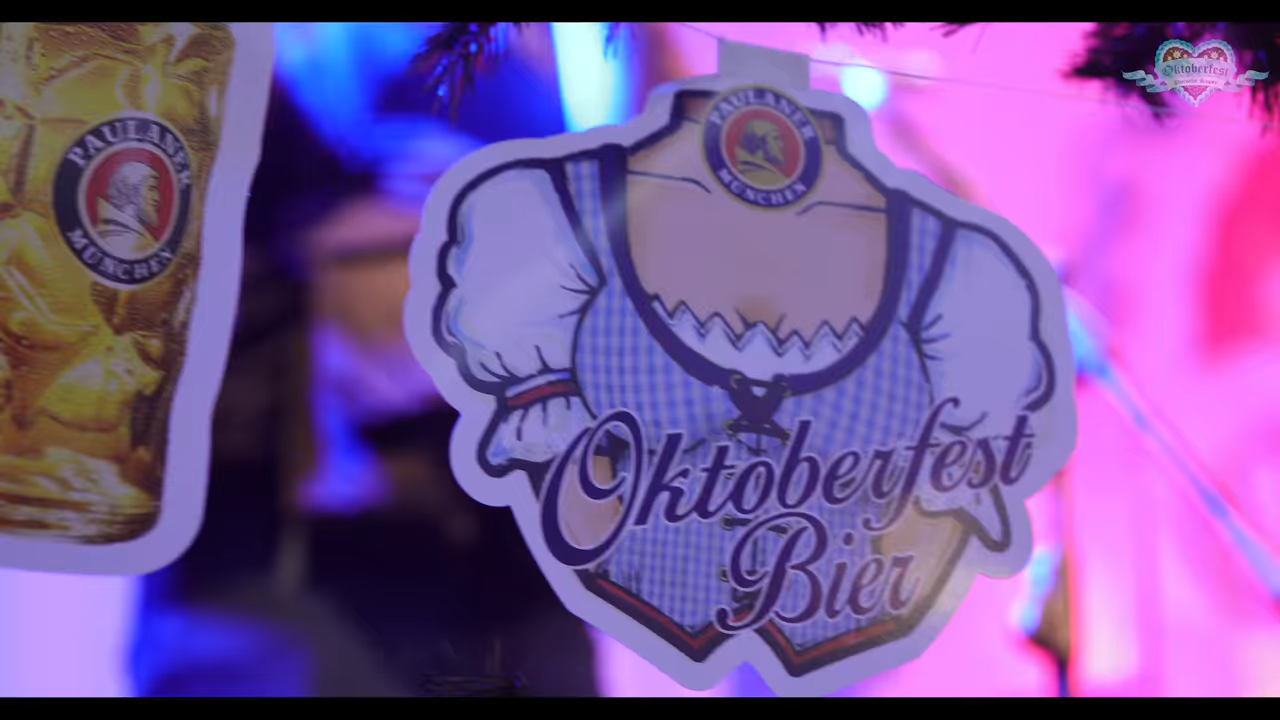 PAULANER
MÜNCHEN
PAULANER
MÜNCHEN
Oktoberfest
Bier
Oktoberfest